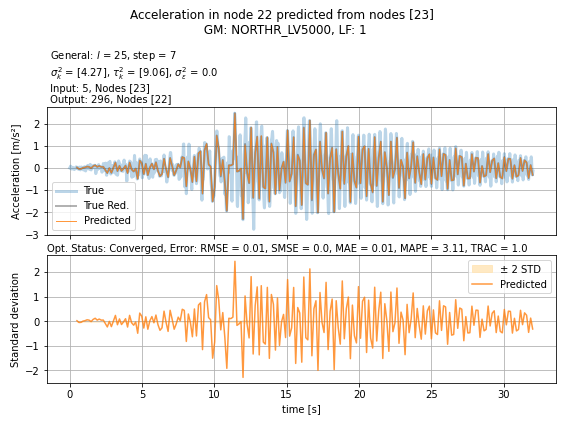 Acceleration in node 22 predicted from nodes [23]
GM: NORTHR_LV5000, LF: 1
General: l = 25, step = 7
σ²ₖ = [4.27], τ²ₖ = [9.06], σ²ε = 0.0
Input: 5, Nodes [23]
Output: 296, Nodes [22]
Acceleration [m/s²]
2
1
0
−1
−2
−3
True
True Red.
Predicted
Opt. Status: Converged, Error: RMSE = 0.01, SMSE = 0.0, MAE = 0.01, MAPE = 3.11, TRAC = 1.0
Standard deviation
2
1
0
−1
−2
± 2 STD
Predicted
0 5 10 15 20 25 30
time [s]